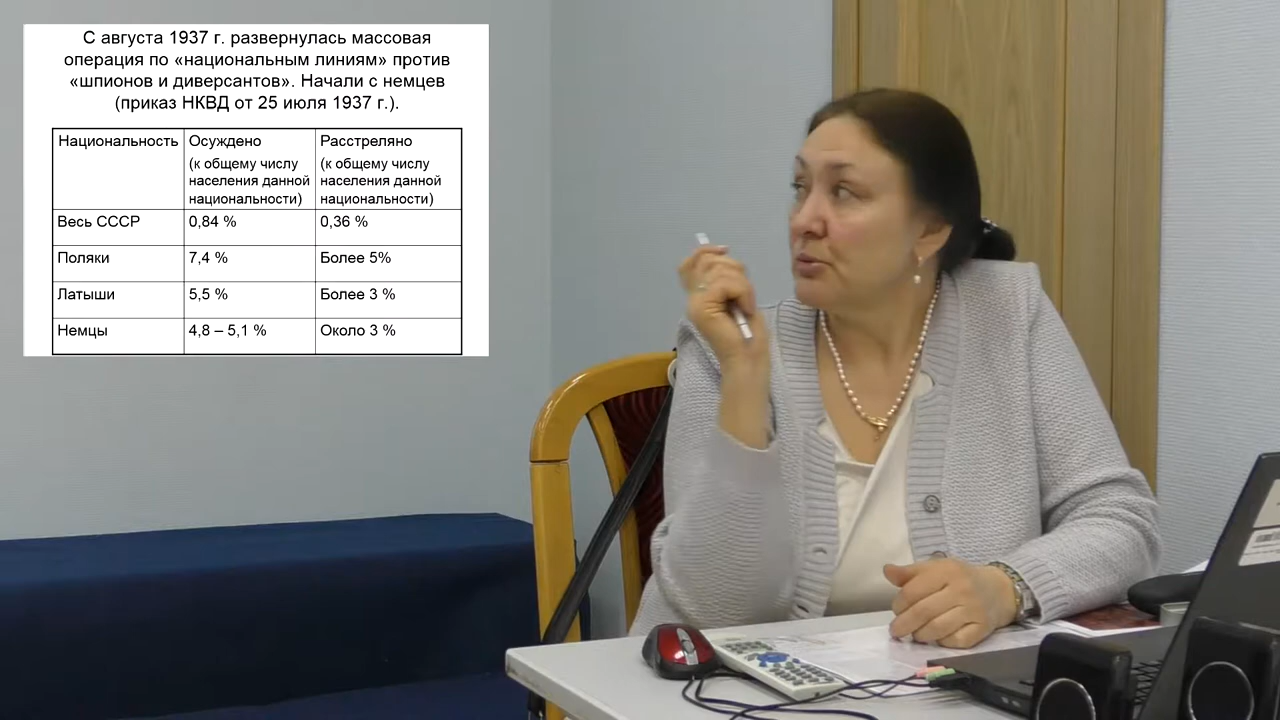 С августа 1937 г. развернулась массовая
операция по «национальным линиям» против
«шпионов и диверсантов». Начали с немцев
(приказ НКВД от 25 июля 1937 г.).
Национальность Осуждено Расстреляно
(к общему числу (к общему числу
населения данной населения данной
национальности) национальности)
Весь СССР 0,84 % 0,36 %
Поляки 7,4 % Более 5%
Латыши 5,5 % Более 3 %
Немцы 4,8 – 5,1 % Около 3 %